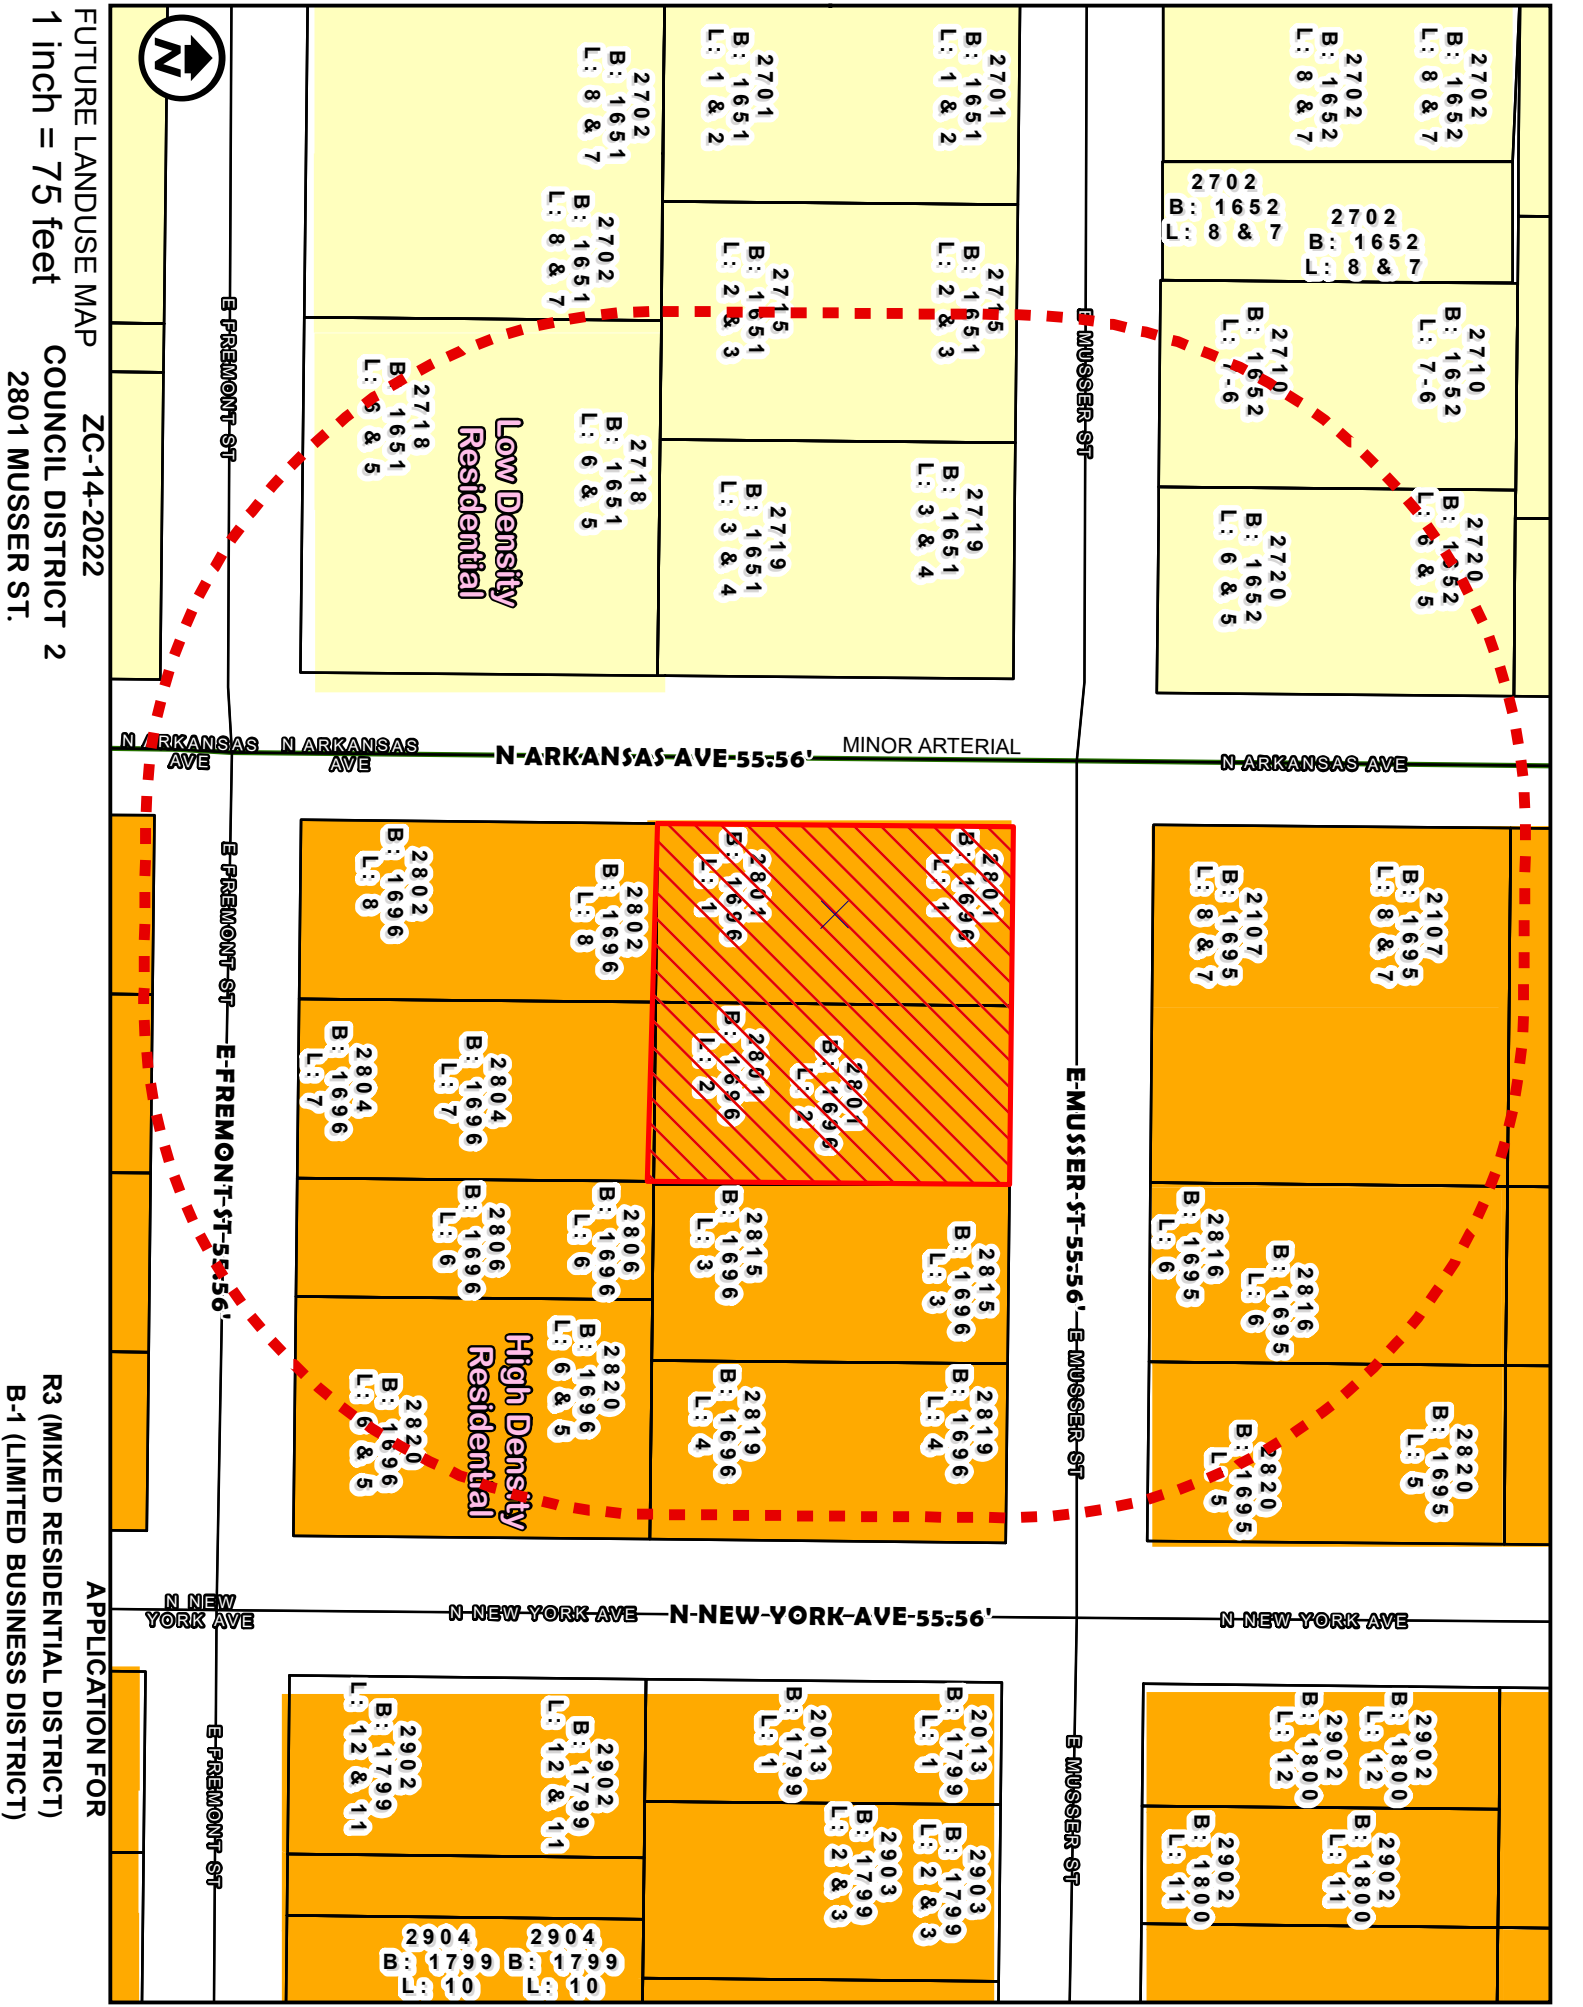 FUTURE LANDUSE MAP
1 inch = 75 feet
ZC-14-2022
COUNCIL DISTRICT 2
2801 MUSSER ST.
APPLICATION FOR
R3 (MIXED RESIDENTIAL DISTRICT)
B-1 (LIMITED BUSINESS DISTRICT)
N
2702
B: 1652
L: 8 & 7
2702
B: 1652
L: 8 & 7
2702
B: 1652
L: 8 & 7
2702
B: 1652
L: 8 & 7
2710
B: 1652
L: 7-6
2710
B: 1652
L: 7-6
2720
B: 1652
L: 6 & 5
2720
B: 1652
L: 6 & 5
2701
B: 1651
L: 1 & 2
2701
B: 1651
L: 1 & 2
2715
B: 1651
L: 2 & 3
2715
B: 1651
L: 2 & 3
2719
B: 1651
L: 3 & 4
2719
B: 1651
L: 3 & 4
2702
B: 1651
L: 8 & 7
2702
B: 1651
L: 8 & 7
2718
B: 1651
L: 6 & 5
2718
B: 1651
L: 6 & 5
Low Density
Residential
E FREMONT ST
E MUSSER ST
N ARKANSAS
AVE
N ARKANSAS
AVE
N-ARKANSAS-AVE-55.56'
MINOR ARTERIAL
N ARKANSAS AVE
2107
B: 1695
L: 8 & 7
2107
B: 1695
L: 8 & 7
2816
B: 1695
L: 6
2816
B: 1695
L: 6
2820
B: 1695
L: 5
2820
B: 1695
L: 5
2801
B: 1696
L: 1
2801
B: 1696
L: 1
2801
B: 1696
L: 2
2801
B: 1696
L: 2
2815
B: 1696
L: 3
2815
B: 1696
L: 3
2819
B: 1696
L: 4
2819
B: 1696
L: 4
2802
B: 1696
L: 8
2802
B: 1696
L: 8
2804
B: 1696
L: 7
2804
B: 1696
L: 7
2806
B: 1696
L: 6
2806
B: 1696
L: 6
2820
B: 1696
L: 6 & 5
2820
B: 1696
L: 6 & 5
High Density
Residential
E FREMONT ST
E-FREMONT-ST-55.56'
E-MUSSER-ST-55.56'
E MUSSER ST
N NEW
YORK AVE
N NEW YORK AVE
N-NEW-YORK-AVE-55.56'
N NEW YORK AVE
2902
B: 1800
L: 12
2902
B: 1800
L: 12
2902
B: 1800
L: 11
2902
B: 1800
L: 11
2013
B: 1799
L: 1
2013
B: 1799
L: 1
2903
B: 1799
L: 2 & 3
2903
B: 1799
L: 2 & 3
2902
B: 1799
L: 12 & 11
2902
B: 1799
L: 12 & 11
2904
B: 1799
L: 10
2904
B: 1799
L: 10
E FREMONT ST
E MUSSER ST